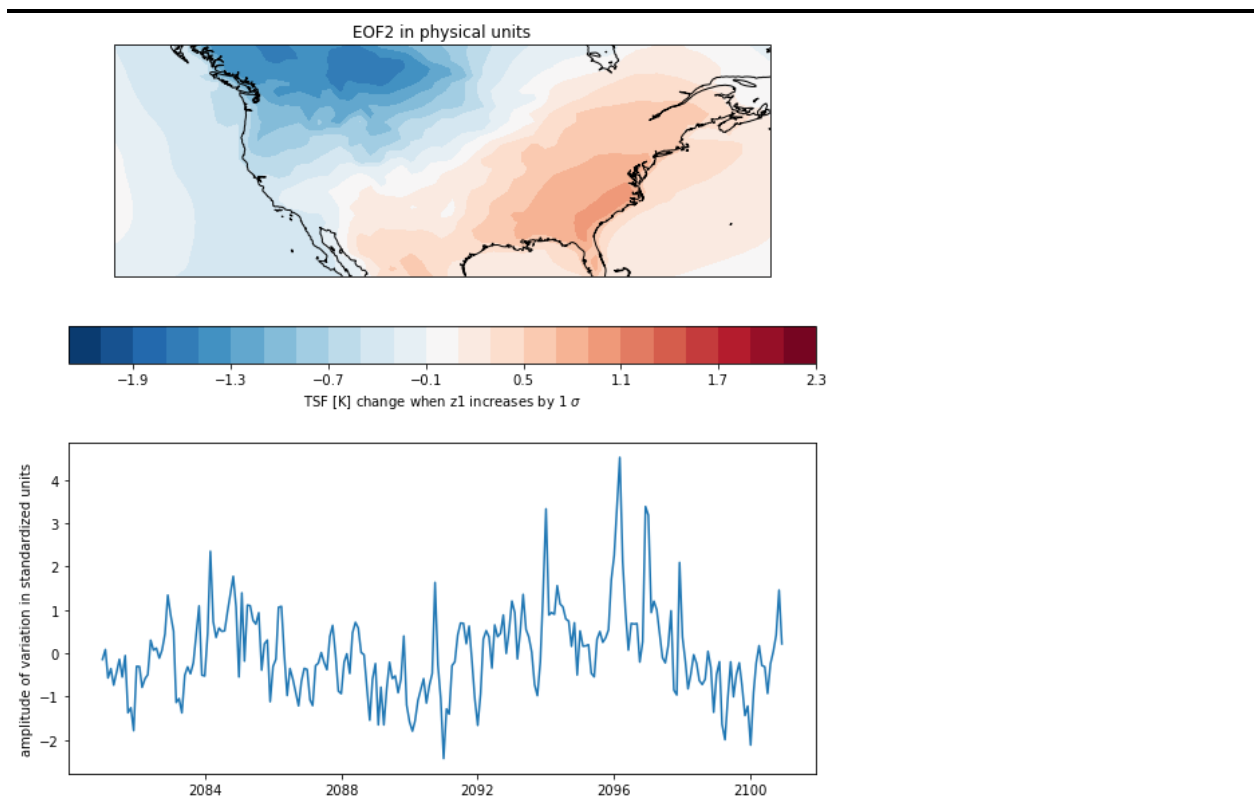 EOF2 in physical units
−1.9 −1.3 −0.7 −0.1 0.5 1.1 1.7 2.3
TSF [K] change when z1 increases by 1 σ
amplitude of variation in standardized units
4
3
2
1
0
−1
−2
2084 2088 2092 2096 2100